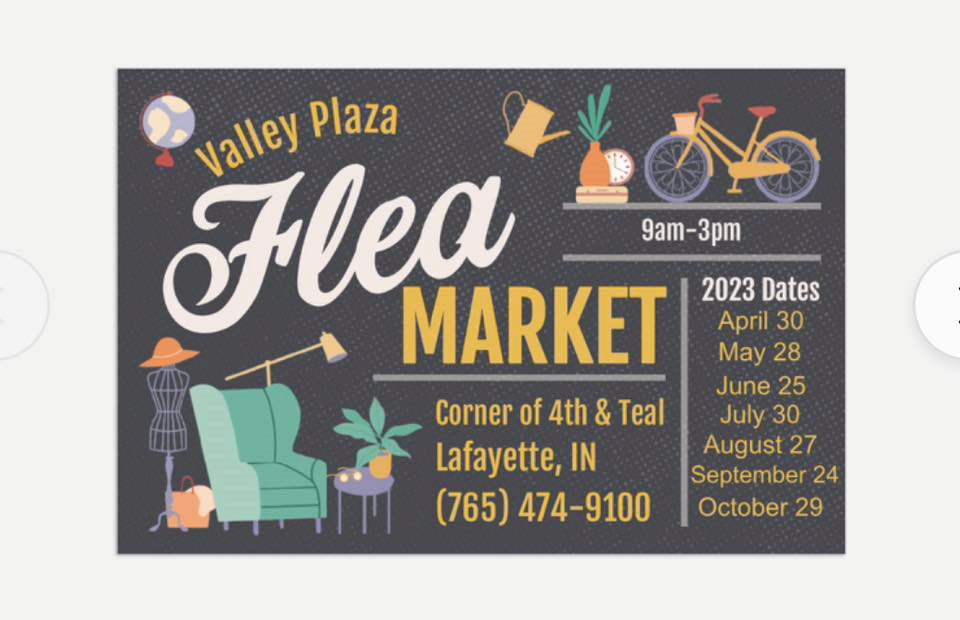 Valley Plaza
Flea
MARKET
9am-3pm
Corner of 4th & Teal
Lafayette, IN
(765) 474-9100
2023 Dates
April 30
May 28
June 25
July 30
August 27
September 24
October 29